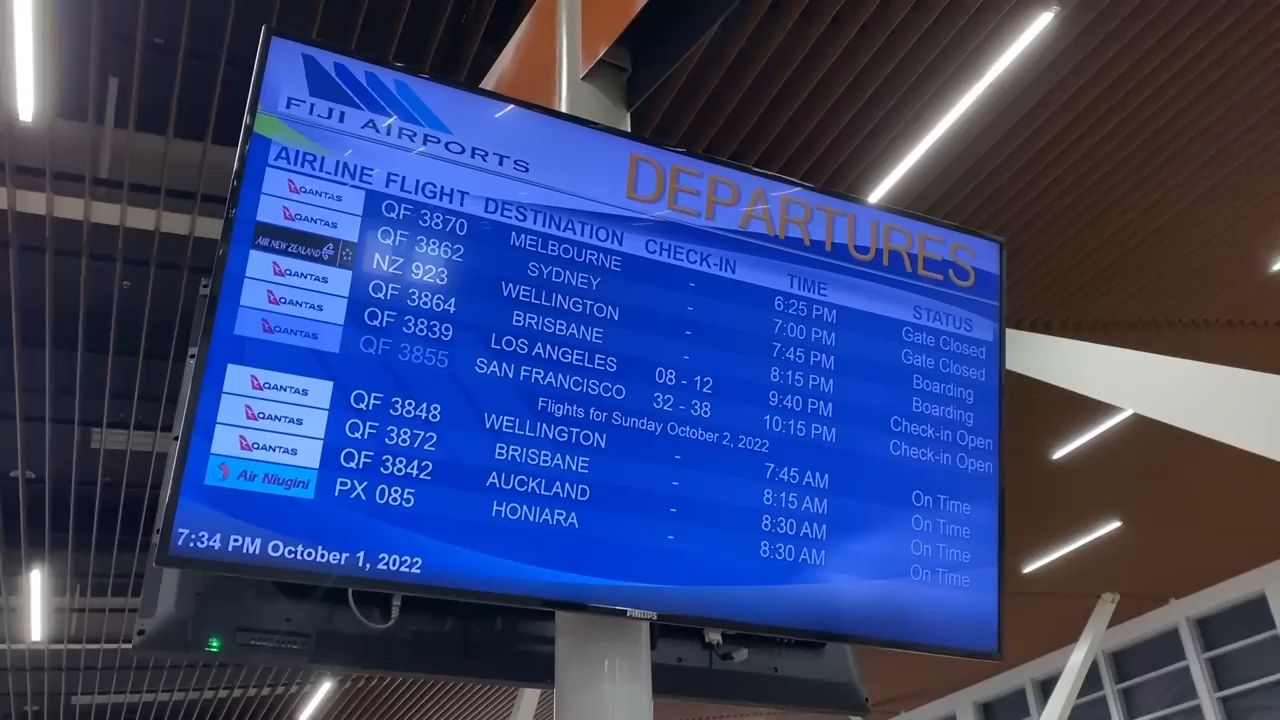 FIJI AIRPORTS
DEPARTURES
AIRLINE FLIGHT DESTINATION CHECK-IN TIME STATUS
QANTAS QF 3870 MELBOURNE - 6:25 PM Gate Closed
QANTAS QF 3862 SYDNEY - 7:00 PM Gate Closed
AIR NEW ZEALAND NZ 923 WELLINGTON - 7:45 PM Boarding
QANTAS QF 3864 BRISBANE - 8:15 PM Boarding
QANTAS QF 3839 LOS ANGELES 08 - 12 9:40 PM Check-in Open
QANTAS QF 3855 SAN FRANCISCO 32 - 38 10:15 PM Check-in Open
Flights for Sunday October 2, 2022
QANTAS QF 3848 WELLINGTON - 7:45 AM On Time
QANTAS QF 3872 BRISBANE - 8:15 AM On Time
QANTAS QF 3842 AUCKLAND - 8:30 AM On Time
Air Niugini PX 085 HONIARA - 8:30 AM On Time
7:34 PM October 1, 2022
PHILIPS